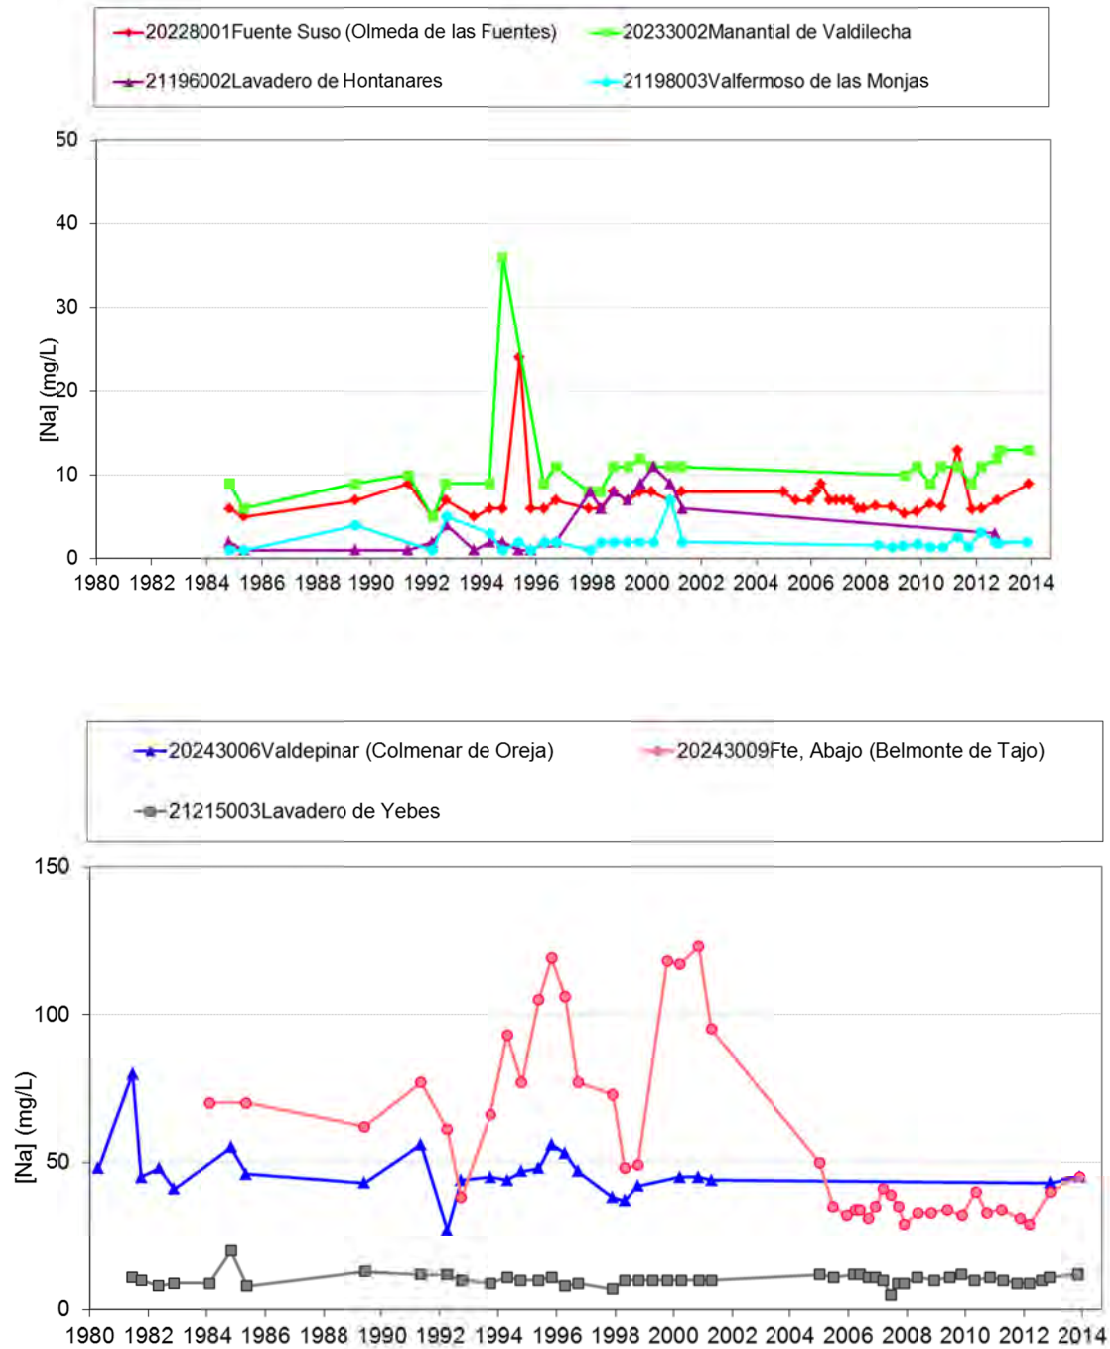 20228001Fuente Suso (Olmeda de las Fuentes) 20233002Manantial de Valdilecha
21196002Lavadero de Hontanares 21198003Valfermoso de las Monjas
50
40
30
20
10
0
[Na] (mg/L)
1980 1982 1984 1986 1988 1990 1992 1994 1996 1998 2000 2002 2004 2006 2008 2010 2012 2014
20243006Valdepinar (Colmenar de Oreja) 20243009Fte, Abajo (Belmonte de Tajo)
21215003Lavadero de Yebes
150
100
50
0
[Na] (mg/L)
1980 1982 1984 1986 1988 1990 1992 1994 1996 1998 2000 2002 2004 2006 2008 2010 2012 2014